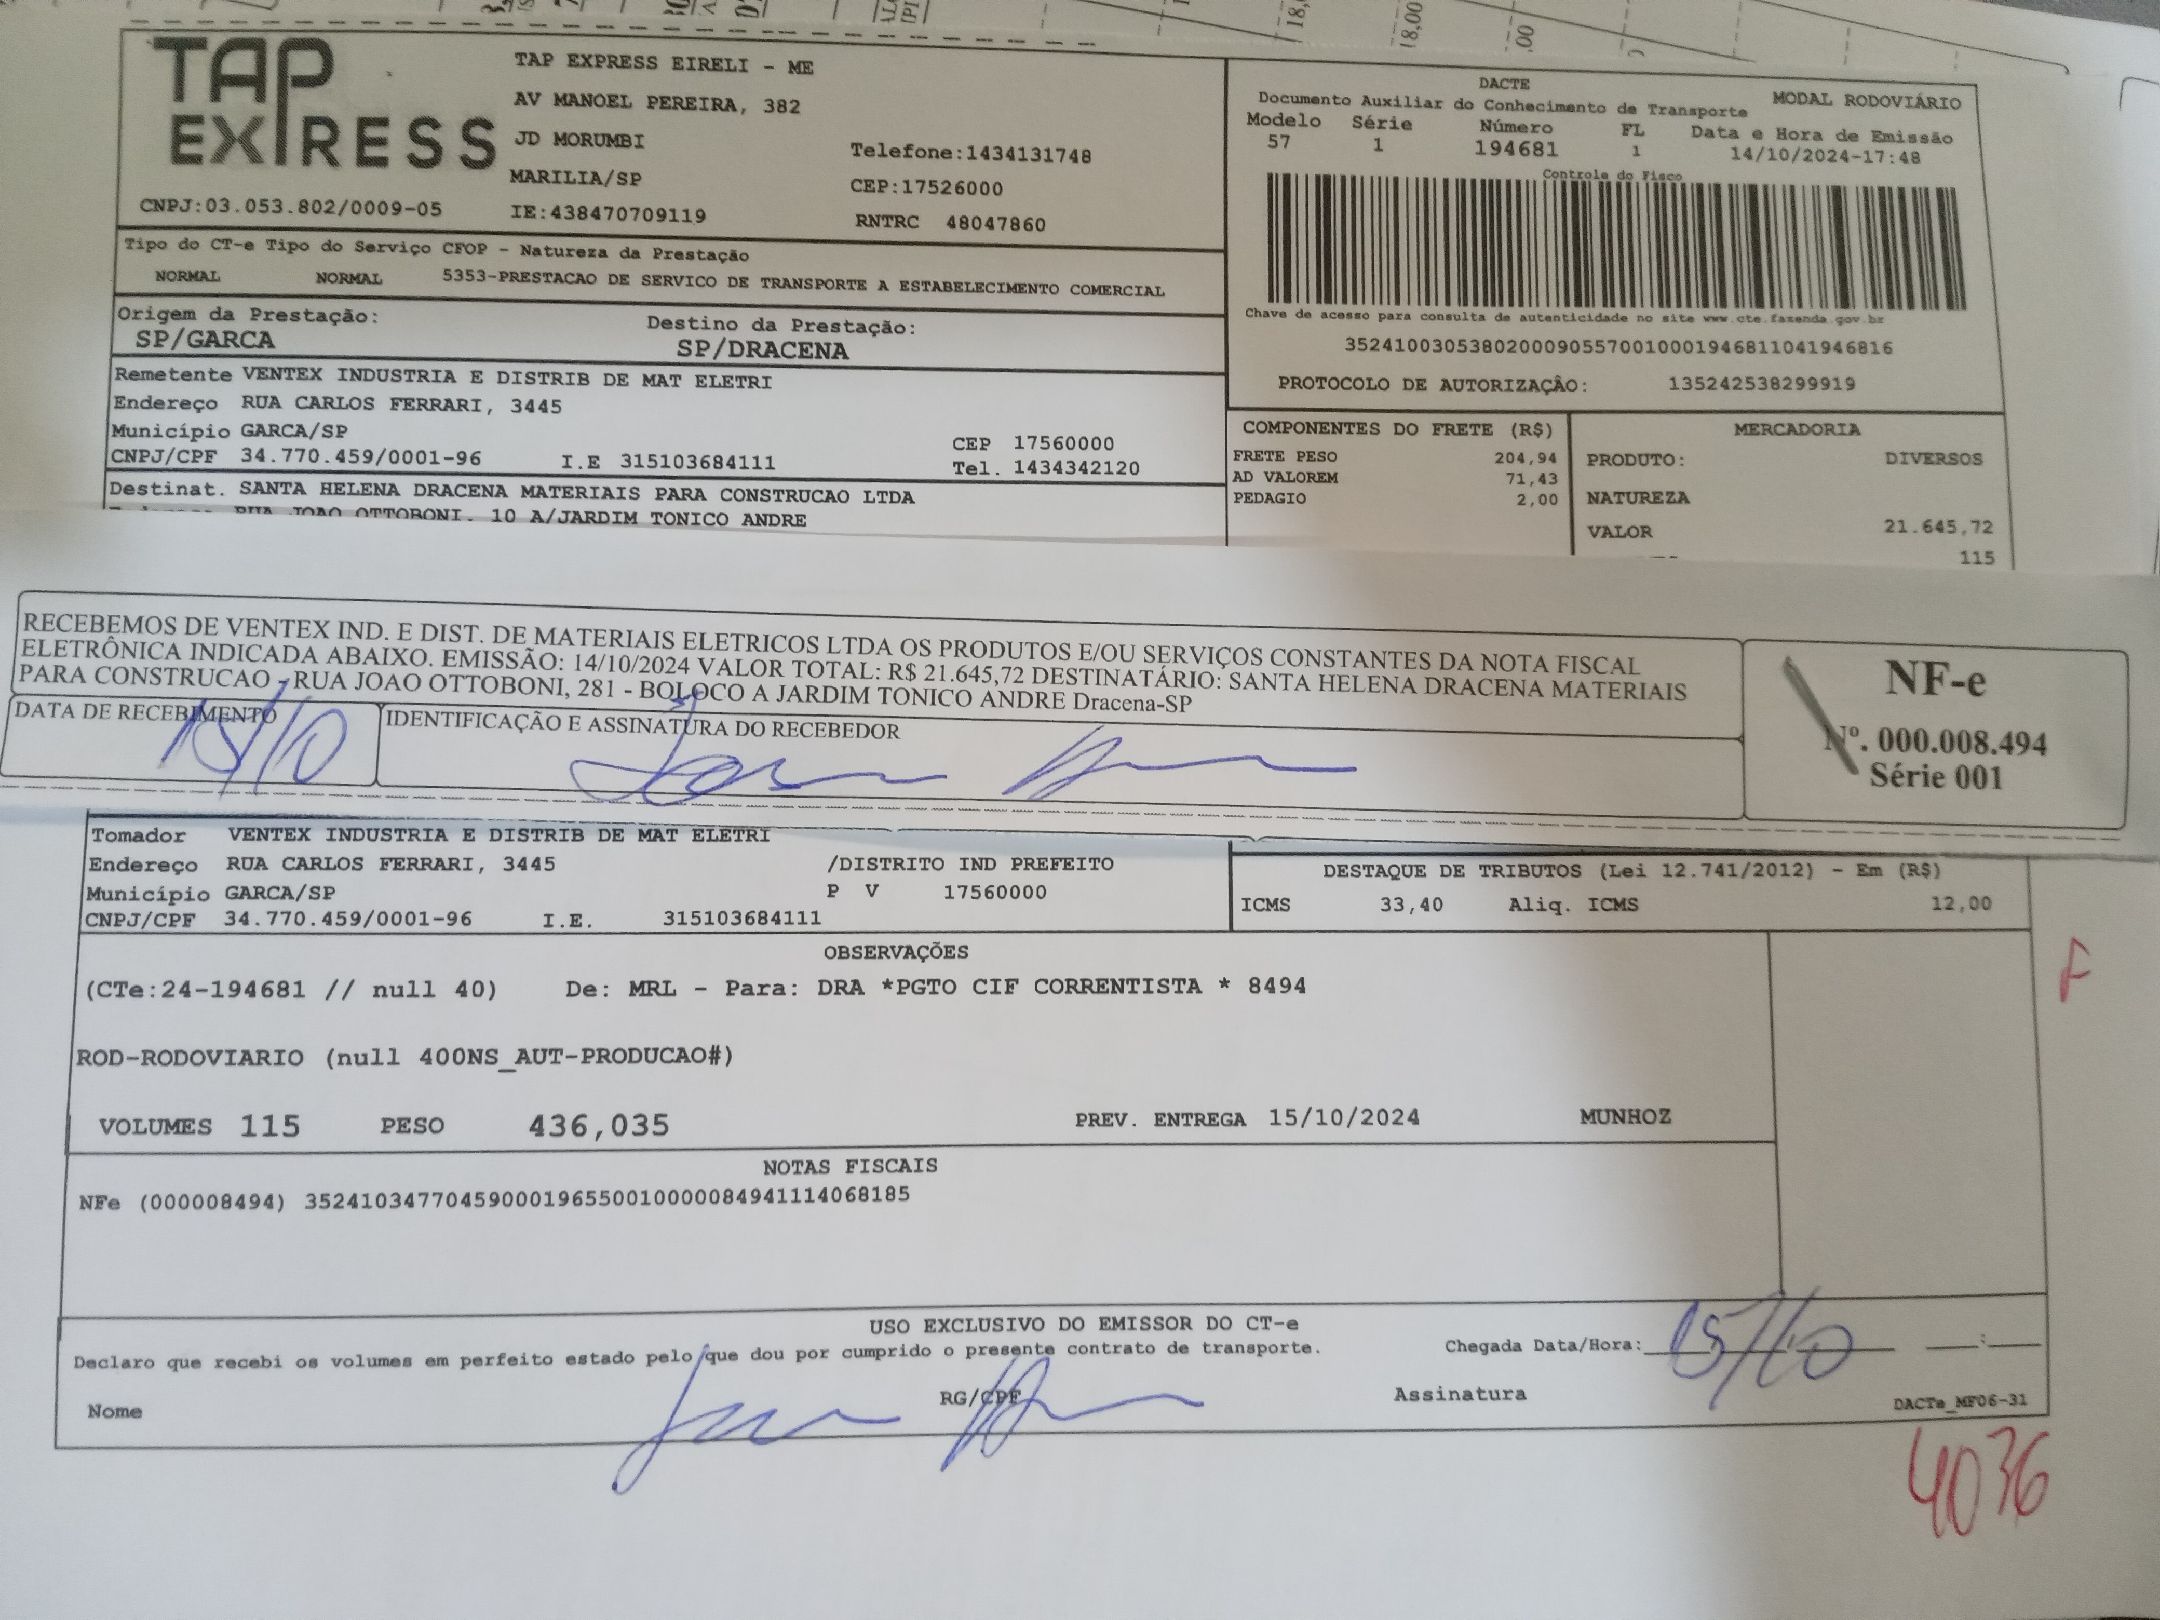 TAP EXPRESS
TAP EXPRESS EIRELI - ME
AV MANOEL PEREIRA, 382
JD MORUMBI
Telefone:1434131748
MARILIA/SP
CEP:17526000
CNPJ:03.053.802/0009-05
IE:438470709119
RNTRC 48047860
DACTE
Documento Auxiliar do Conhecimento de Transporte
MODAL RODOVIÁRIO
Modelo Série Número FL Data e Hora de Emissão
57 1 194681 1 14/10/2024-17:48
Controle do Fisco
Chave de acesso para consulta de autenticidade no site www.cte.fazenda.gov.br
35241003053802000905570010001946811041946816
PROTOCOLO DE AUTORIZAÇÃO: 135242538299919
Tipo do CT-e Tipo do Serviço CFOP - Natureza da Prestação
NORMAL NORMAL 5353-PRESTACAO DE SERVICO DE TRANSPORTE A ESTABELECIMENTO COMERCIAL
Origem da Prestação: Destino da Prestação:
SP/GARCA SP/DRACENA
Remetente VENTEX INDUSTRIA E DISTRIB DE MAT ELETRI
Endereço RUA CARLOS FERRARI, 3445
Município GARCA/SP CEP 17560000
CNPJ/CPF 34.770.459/0001-96 I.E 315103684111 Tel. 1434342120
Destinat. SANTA HELENA DRACENA MATERIAIS PARA CONSTRUCAO LTDA
RUA JOAO OTTOBONI, 10 A/JARDIM TONICO ANDRE
COMPONENTES DO FRETE (R$)
FRETE PESO 204,94
AD VALOREM 71,43
PEDAGIO 2,00
MERCADORIA
PRODUTO: DIVERSOS
NATUREZA
VALOR 21.645,72
115
RECEBEMOS DE VENTEX IND. E DIST. DE MATERIAIS ELETRICOS LTDA OS PRODUTOS E/OU SERVIÇOS CONSTANTES DA NOTA FISCAL
ELETRÔNICA INDICADA ABAIXO. EMISSÃO: 14/10/2024 VALOR TOTAL: R$ 21.645,72 DESTINATÁRIO: SANTA HELENA DRACENA MATERIAIS
PARA CONSTRUCAO - RUA JOAO OTTOBONI, 281 - BOLOCO A JARDIM TONICO ANDRE Dracena-SP
DATA DE RECEBIMENTO
15/10
IDENTIFICAÇÃO E ASSINATURA DO RECEBEDOR
NF-e
Nº. 000.008.494
Série 001
Tomador VENTEX INDUSTRIA E DISTRIB DE MAT ELETRI
Endereço RUA CARLOS FERRARI, 3445 /DISTRITO IND PREFEITO
Município GARCA/SP P V 17560000
CNPJ/CPF 34.770.459/0001-96 I.E. 315103684111
DESTAQUE DE TRIBUTOS (Lei 12.741/2012) - Em (R$)
ICMS 33,40 Aliq. ICMS 12,00
OBSERVAÇÕES
(CTe:24-194681 // null 40) De: MRL - Para: DRA *PGTO CIF CORRENTISTA * 8494
F
ROD-RODOVIARIO (null 400NS_AUT-PRODUCAO#)
VOLUMES 115 PESO 436,035 PREV. ENTREGA 15/10/2024 MUNHOZ
NOTAS FISCAIS
NFe (000008494) 35241034770459000196550010000084941114068185
USO EXCLUSIVO DO EMISSOR DO CT-e
Declaro que recebi os volumes em perfeito estado pelo que dou por cumprido o presente contrato de transporte.
Chegada Data/Hora: 15/10 :
Nome RG/CPF Assinatura
DACTe_MF06-31
4036